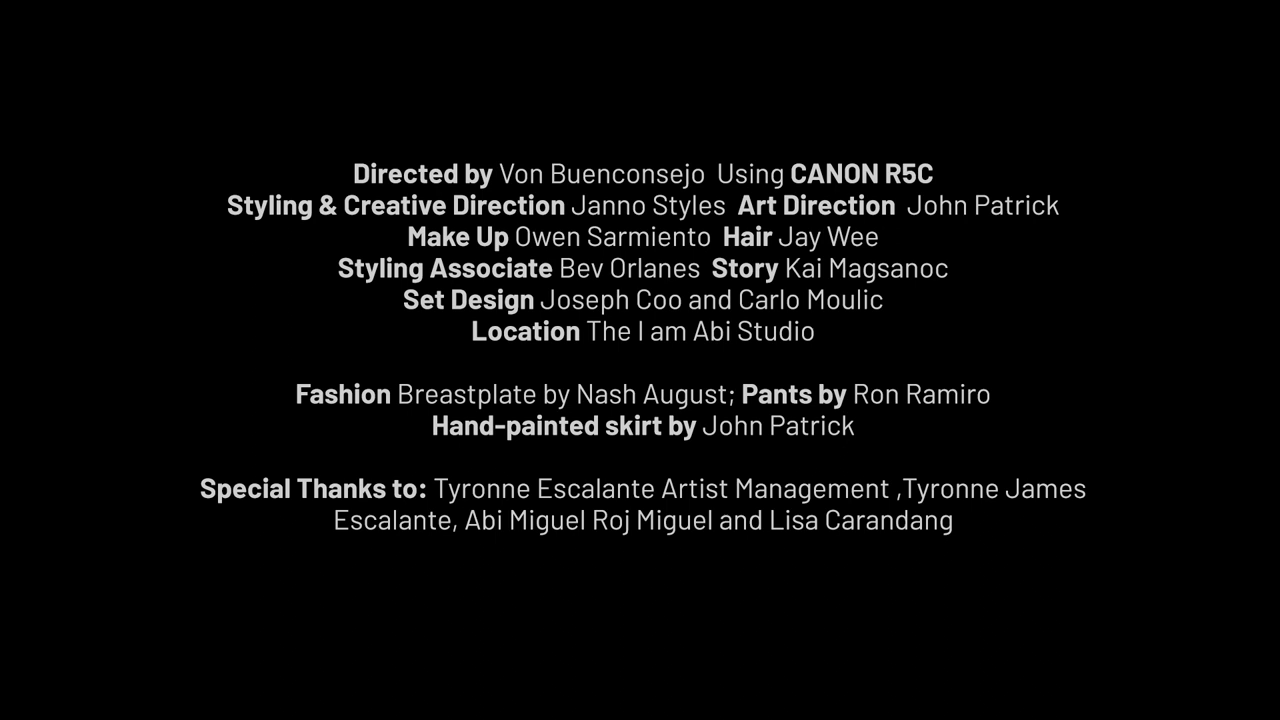 Directed by Von Buenconsejo Using CANON R5C
Styling & Creative Direction Janno Styles Art Direction John Patrick
Make Up Owen Sarmiento Hair Jay Wee
Styling Associate Bev Orlanes Story Kai Magsanoc
Set Design Joseph Coo and Carlo Moulic
Location The I am Abi Studio
Fashion Breastplate by Nash August; Pants by Ron Ramiro
Hand-painted skirt by John Patrick
Special Thanks to: Tyronne Escalante Artist Management ,Tyronne James
Escalante, Abi Miguel Roj Miguel and Lisa Carandang